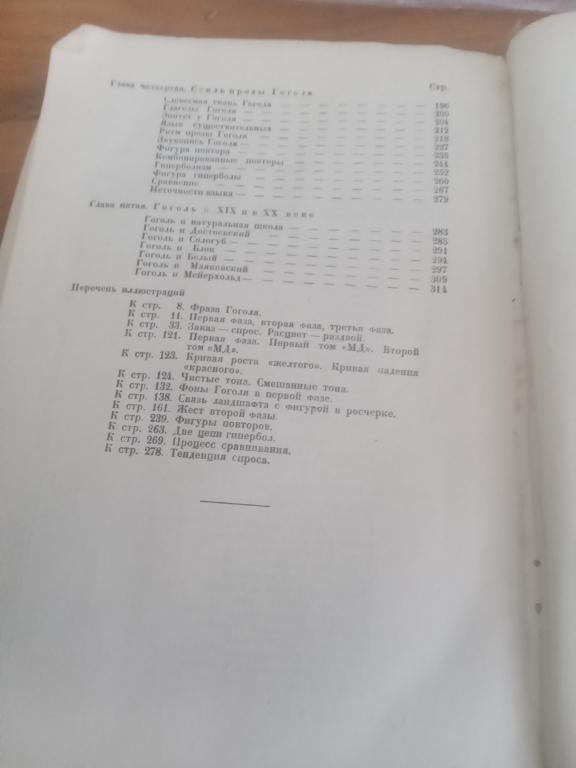 Глава четвертая. Стиль прозы Гоголя Стр.
Словесная ткань Гоголя — — — — — — — — 196
Глаголы Гоголя — — — — — — — — — 200
Эпитет у Гоголя — — — — — — — — — 204
Язык существительных — — — — — — — — 212
Ритм прозы Гоголя — — — — — — — — 218
Звукопись Гоголя — — — — — — — — 227
Фигура повтора — — — — — — — — — 238
Комбинированные повторы — — — — — — — 244
Гиперболизм — — — — — — — — — 252
Фигура гиперболы — — — — — — — — 260
Сравнение — — — — — — — — — 267
Неточности языка — — — — — — — — 279
Глава пятая. Гоголь в XIX и в XX веке
Гоголь и натуральная школа — — — — — — — 283
Гоголь и Достоевский — — — — — — — — 285
Гоголь и Сологуб — — — — — — — — — 291
Гоголь и Блок — — — — — — — — — 294
Гоголь и Белый — — — — — — — — — 297
Гоголь и Маяковский — — — — — — — — 309
Гоголь и Мейерхольд — — — — — — — — 314
Перечень иллюстраций
К стр. 8. Фраза Гоголя.
К стр. 11. Первая фаза, вторая фаза, третья фаза.
К стр. 33. Заказ — спрос. Расцвет — раздвой.
К стр. 121. Первая фаза. Первый том «МД». Второй
том «МД».
К стр. 123. Кривая роста «желтого». Кривая падения
«красного».
К стр. 124. Чистые тона. Смешанные тона.
К стр. 132. Фоны Гоголя в первой фазе.
К стр. 138. Связь ландшафта с фигурой в росчерке.
К стр. 161. Жест второй фазы.
К стр. 239. Фигуры повторов.
К стр. 263. Две цепи гипербол.
К стр. 269. Процесс сравнивания.
К стр. 278. Тенденция спроса.